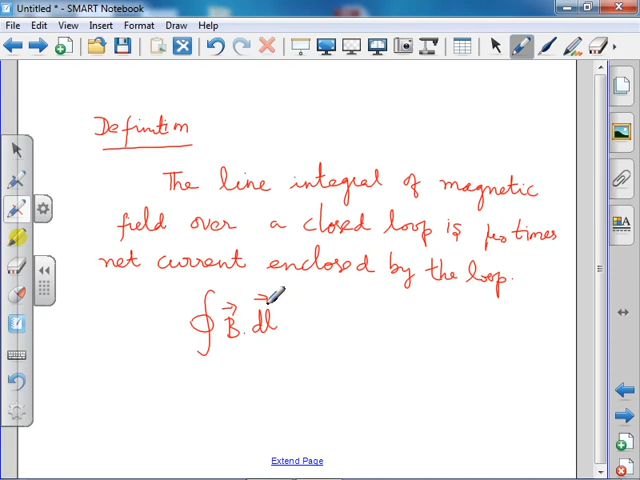 Untitled * - SMART Notebook
File Edit View Insert Format Tools Draw Help
Definition
The line integral of magnetic
field over a closed loop is μ₀ times
net current enclosed by the loop.
∮ B⃗. dl⃗
Extend Page